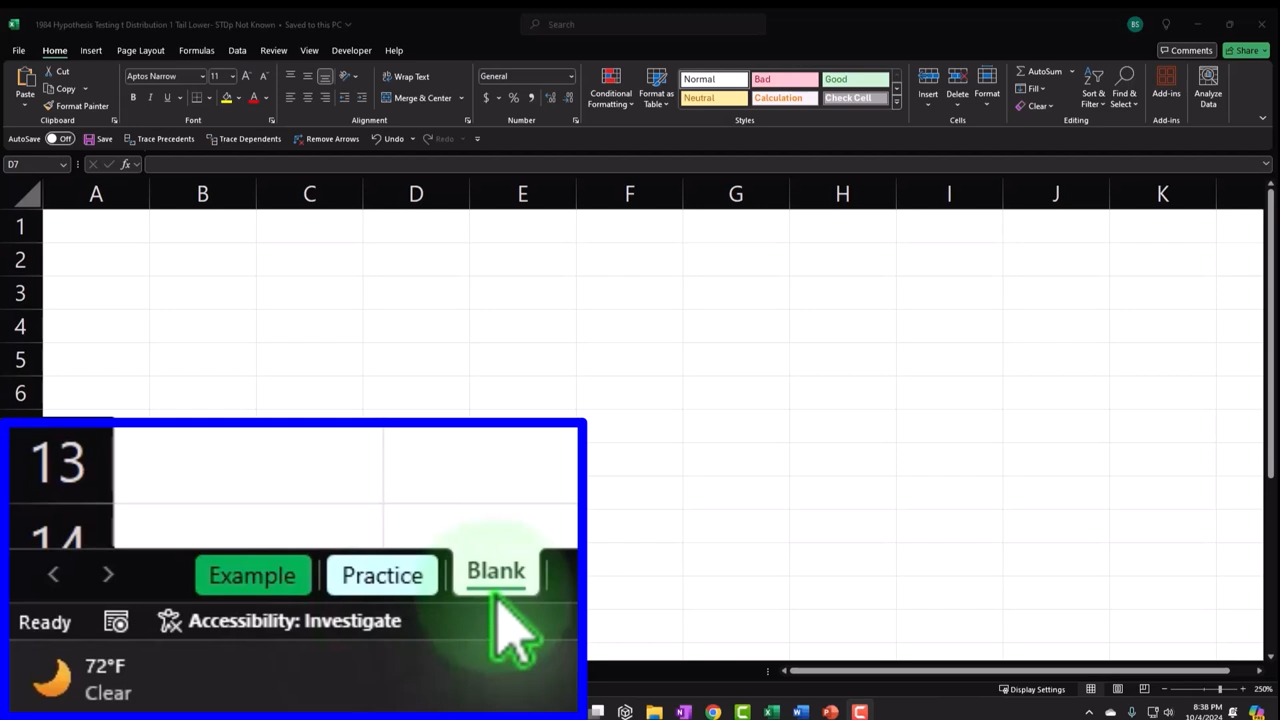 1984 Hypothesis Testing t Distribution 1 Tail Lower- STDp Not Known • Saved to this PC
Search
BS
File Home Insert Page Layout Formulas Data Review View Developer Help
Comments Share
Paste
Cut
Copy
Format Painter
Clipboard
Aptos Narrow 11
B I U
Font
Wrap Text
Merge & Center
Alignment
General
$ % 9
Number
Conditional Formatting
Format as Table
Normal Bad Good
Neutral Calculation Check Cell
Styles
Insert Delete Format
Cells
AutoSum
Fill
Clear
Sort & Filter
Find & Select
Editing
Add-ins
Add-ins
Analyze Data
AutoSave Off Save Trace Precedents Trace Dependents Remove Arrows Undo Redo
D7 fx
A B C D E F G H I J K
1
2
3
4
5
6
13
14
Example Practice Blank
Ready Accessibility: Investigate
72°F
Clear
Display Settings 250%
8:38 PM
10/4/2024